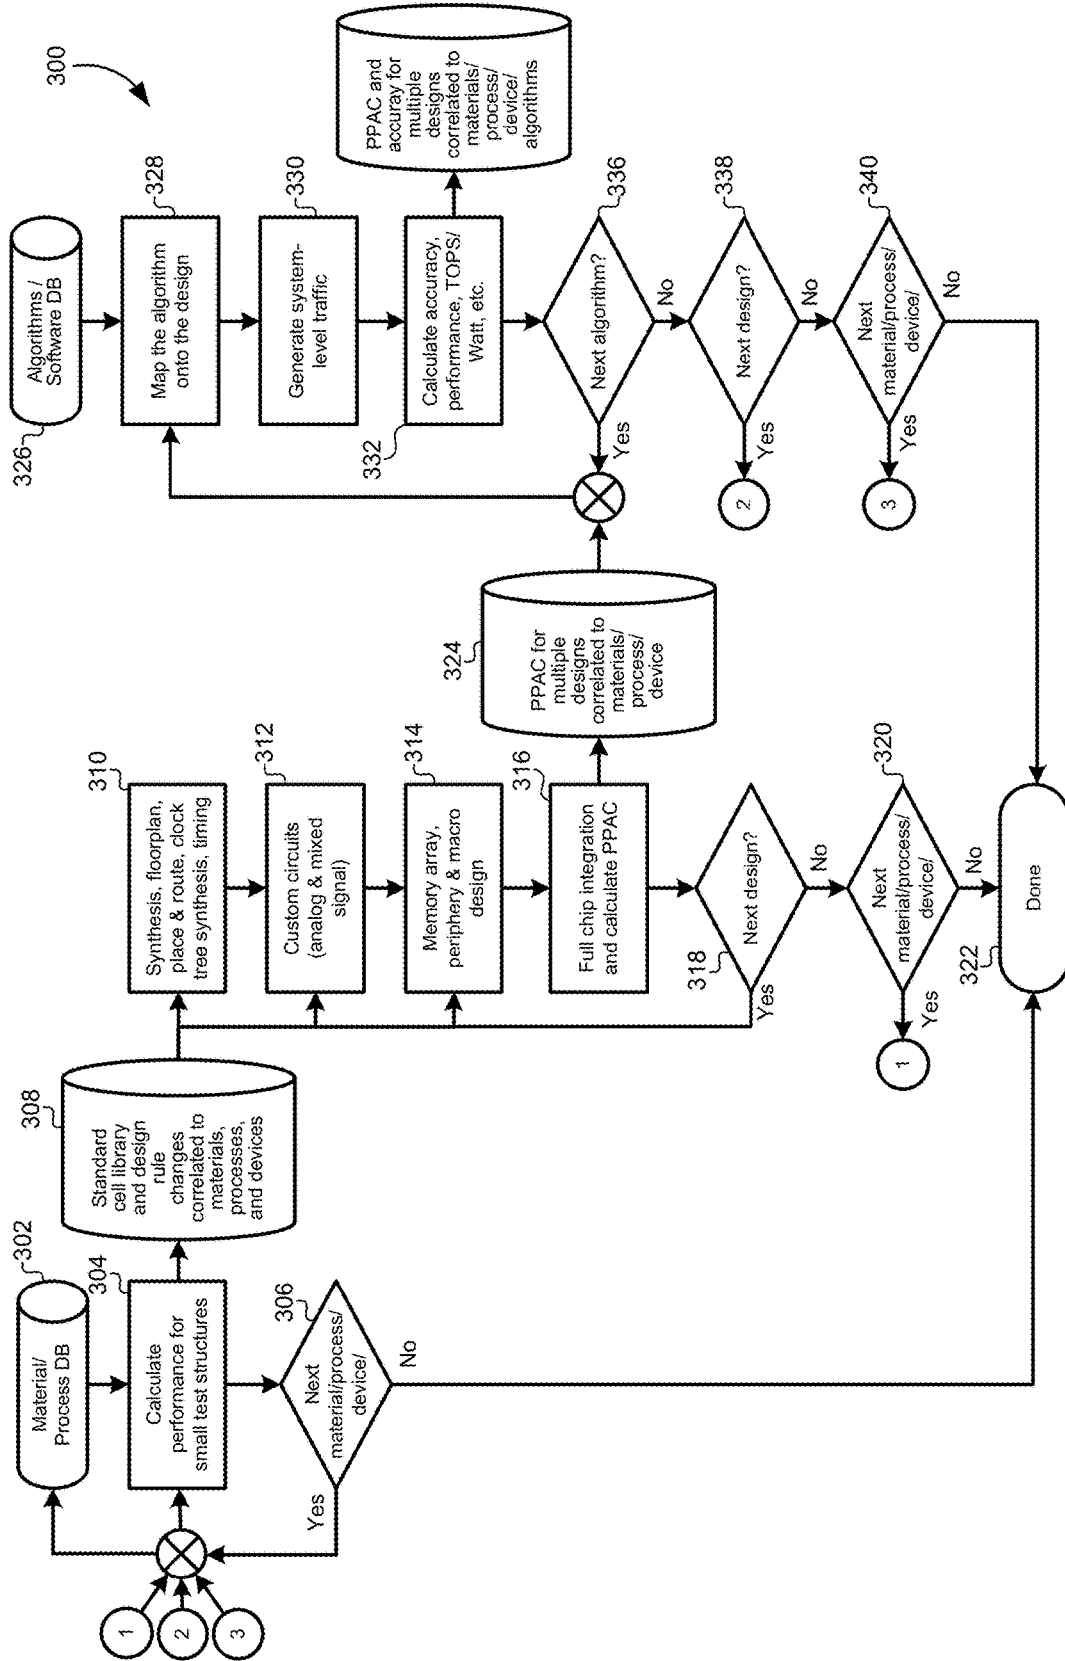 300
302
Material/
Process DB
304
Calculate
performance for
small test structures
306
Next
material/process/
device/
Yes
No
1
2
3
308
Standard
cell library
and design
rule
changes
correlated to
materials,
processes,
and devices
310
Synthesis, floorplan,
place & route, clock
tree synthesis, timing
312
Custom circuits
(analog & mixed
signal)
314
Memory array,
periphery & macro
design
316
Full chip integration
and calculate PPAC
318
Next design?
Yes
No
320
Next
material/process/
device/
Yes
No
1
322
Done
324
PPAC for
multiple
designs
correlated to
materials/
process/
device
326
Algorithms /
Software DB
328
Map the algorithm
onto the design
330
Generate system-
level traffic
332
Calculate accuracy,
performance, TOPS/
Watt, etc.
PPAC and
accuray for
multiple
designs
correlated to
materials/
process/
device/
algorithms
336
Next algorithm?
Yes
No
338
Next design?
Yes
No
2
340
Next
material/process/
device/
Yes
No
3